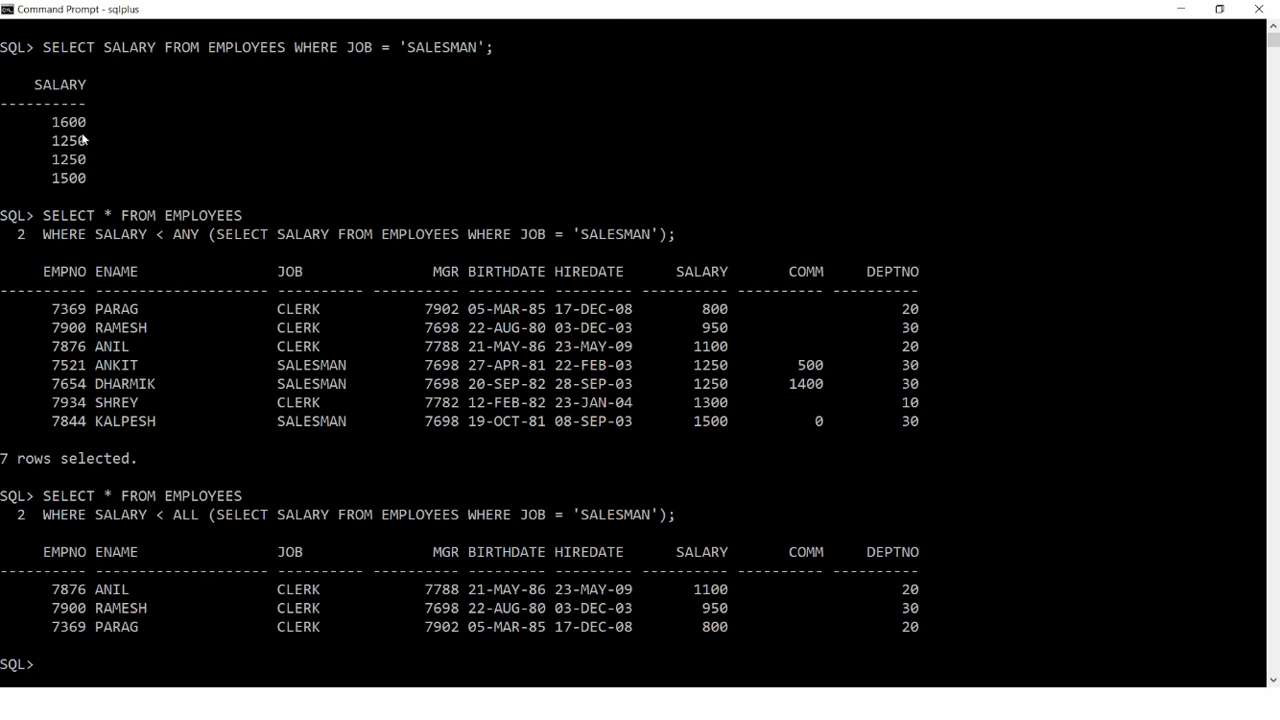 Command Prompt - sqlplus
SQL> SELECT SALARY FROM EMPLOYEES WHERE JOB = 'SALESMAN';
SALARY
----------
1600
1250
1250
1500
SQL> SELECT * FROM EMPLOYEES
2 WHERE SALARY < ANY (SELECT SALARY FROM EMPLOYEES WHERE JOB = 'SALESMAN');
EMPNO ENAME JOB MGR BIRTHDATE HIREDATE SALARY COMM DEPTNO
---------- -------------------- ---------- ---------- --------- --------- ---------- ---------- ----------
7369 PARAG CLERK 7902 05-MAR-85 17-DEC-08 800 20
7900 RAMESH CLERK 7698 22-AUG-80 03-DEC-03 950 30
7876 ANIL CLERK 7788 21-MAY-86 23-MAY-09 1100 20
7521 ANKIT SALESMAN 7698 27-APR-81 22-FEB-03 1250 500 30
7654 DHARMIK SALESMAN 7698 20-SEP-82 28-SEP-03 1250 1400 30
7934 SHREY CLERK 7782 12-FEB-82 23-JAN-04 1300 10
7844 KALPESH SALESMAN 7698 19-OCT-81 08-SEP-03 1500 0 30
7 rows selected.
SQL> SELECT * FROM EMPLOYEES
2 WHERE SALARY < ALL (SELECT SALARY FROM EMPLOYEES WHERE JOB = 'SALESMAN');
EMPNO ENAME JOB MGR BIRTHDATE HIREDATE SALARY COMM DEPTNO
---------- -------------------- ---------- ---------- --------- --------- ---------- ---------- ----------
7876 ANIL CLERK 7788 21-MAY-86 23-MAY-09 1100 20
7900 RAMESH CLERK 7698 22-AUG-80 03-DEC-03 950 30
7369 PARAG CLERK 7902 05-MAR-85 17-DEC-08 800 20
SQL>